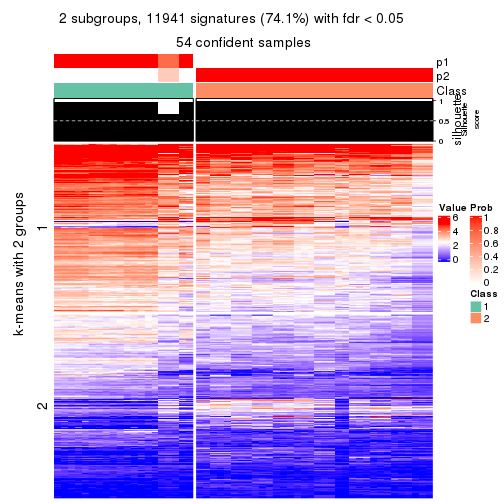 2 subgroups, 11941 signatures (74.1%) with fdr < 0.05
54 confident samples
p1
p2
Class
1
0.5
0
silhouette
Silhouette
score
k-means with 2 groups
1
2
Value
6
4
2
0
Prob
1
0.8
0.6
0.4
0.2
0
Class
1
2